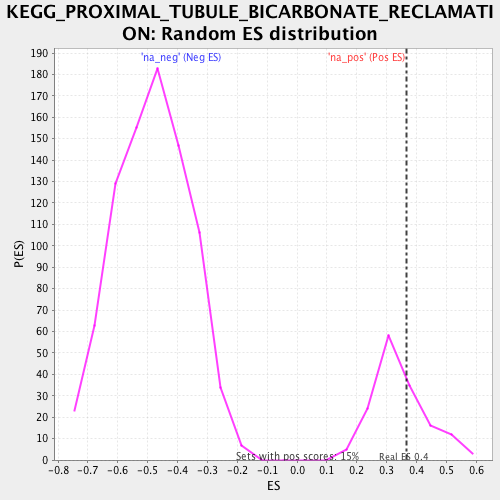 KEGG_PROXIMAL_TUBULE_BICARBONATE_RECLAMATI
ON: Random ES distribution
'na_neg' (Neg ES)
'na_pos' (Pos ES)
190
180
170
160
150
140
130
120
110
100
90
80
70
60
50
40
30
20
10
0
P(ES)
Sets with pos scores: 15%
Real ES 0.4
-0.8 -0.7 -0.6 -0.5 -0.4 -0.3 -0.2 -0.1 0.0 0.1 0.2 0.3 0.4 0.5 0.6
ES